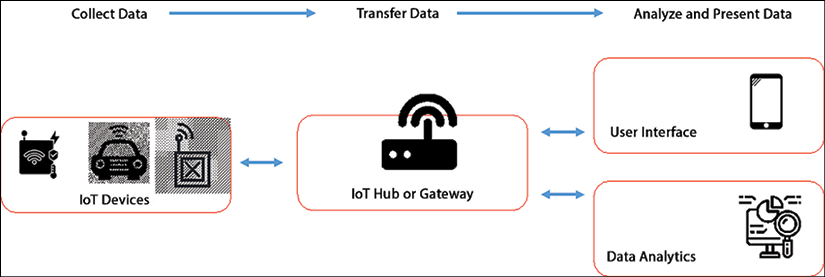 Collect Data
Transfer Data
Analyze and Present Data
IoT Devices
IoT Hub or Gateway
User Interface
Data Analytics